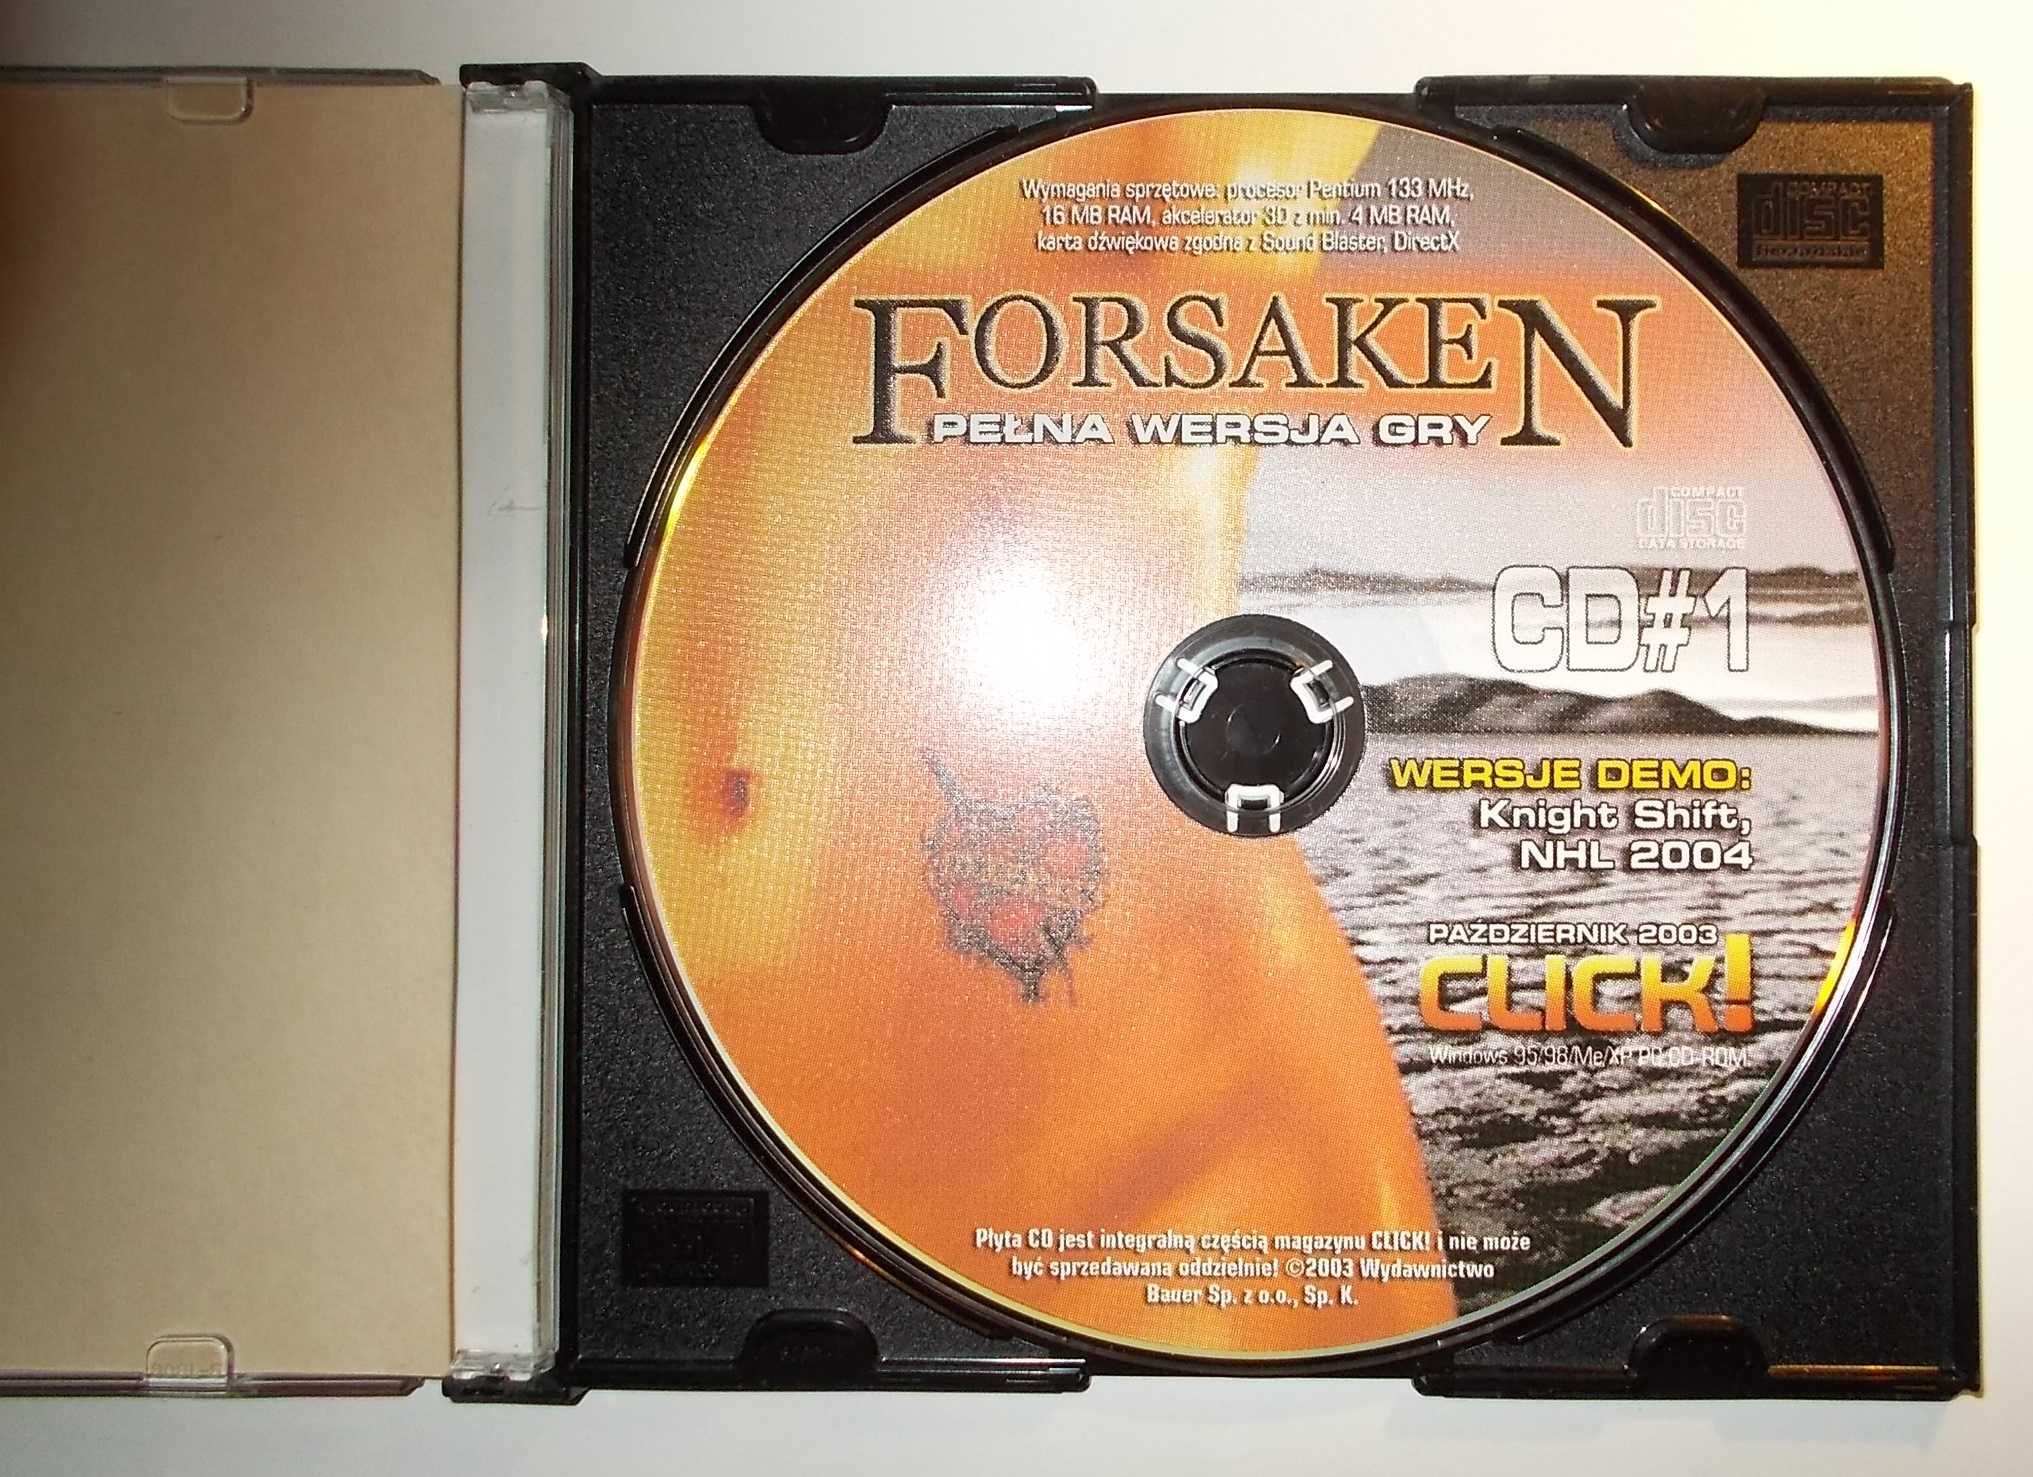 Wymagania sprzętowe: procesor Pentium 133 MHz,
16 MB RAM, akcelerator 3D z min. 4 MB RAM,
karta dźwiękowa zgodna z Sound Blaster, DirectX
FORSAKEN
PEŁNA WERSJA GRY
COMPACT
disc
DATA STORAGE
COMPACT
disc
CD#1
WERSJE DEMO:
Knight Shift,
NHL 2004
PAŹDZIERNIK 2003
CLICK!
Windows 95/98/Me/XP PC CD-ROM
Płyta CD jest integralną częścią magazynu CLICK! i nie może
być sprzedawana oddzielnie! ©2003 Wydawnictwo
Bauer Sp. z o.o., Sp. K.